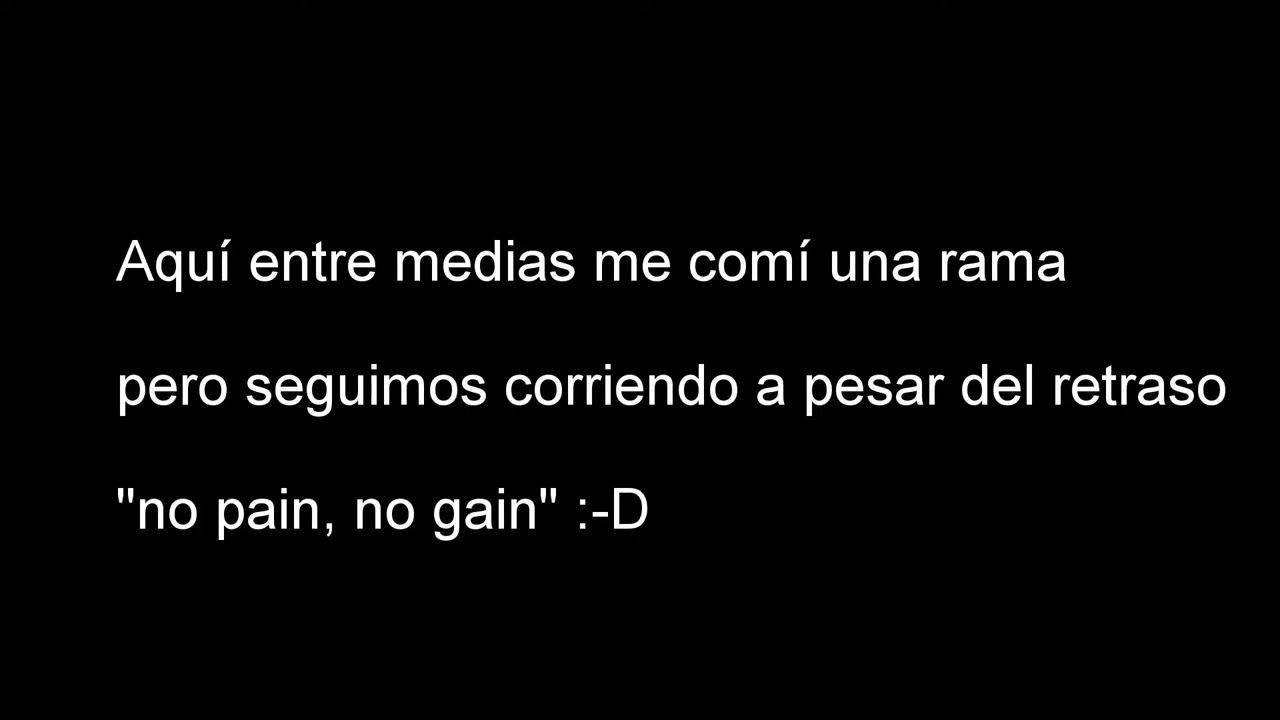 Aquí entre medias me comí una rama
pero seguimos corriendo a pesar del retraso
"no pain, no gain" :-D